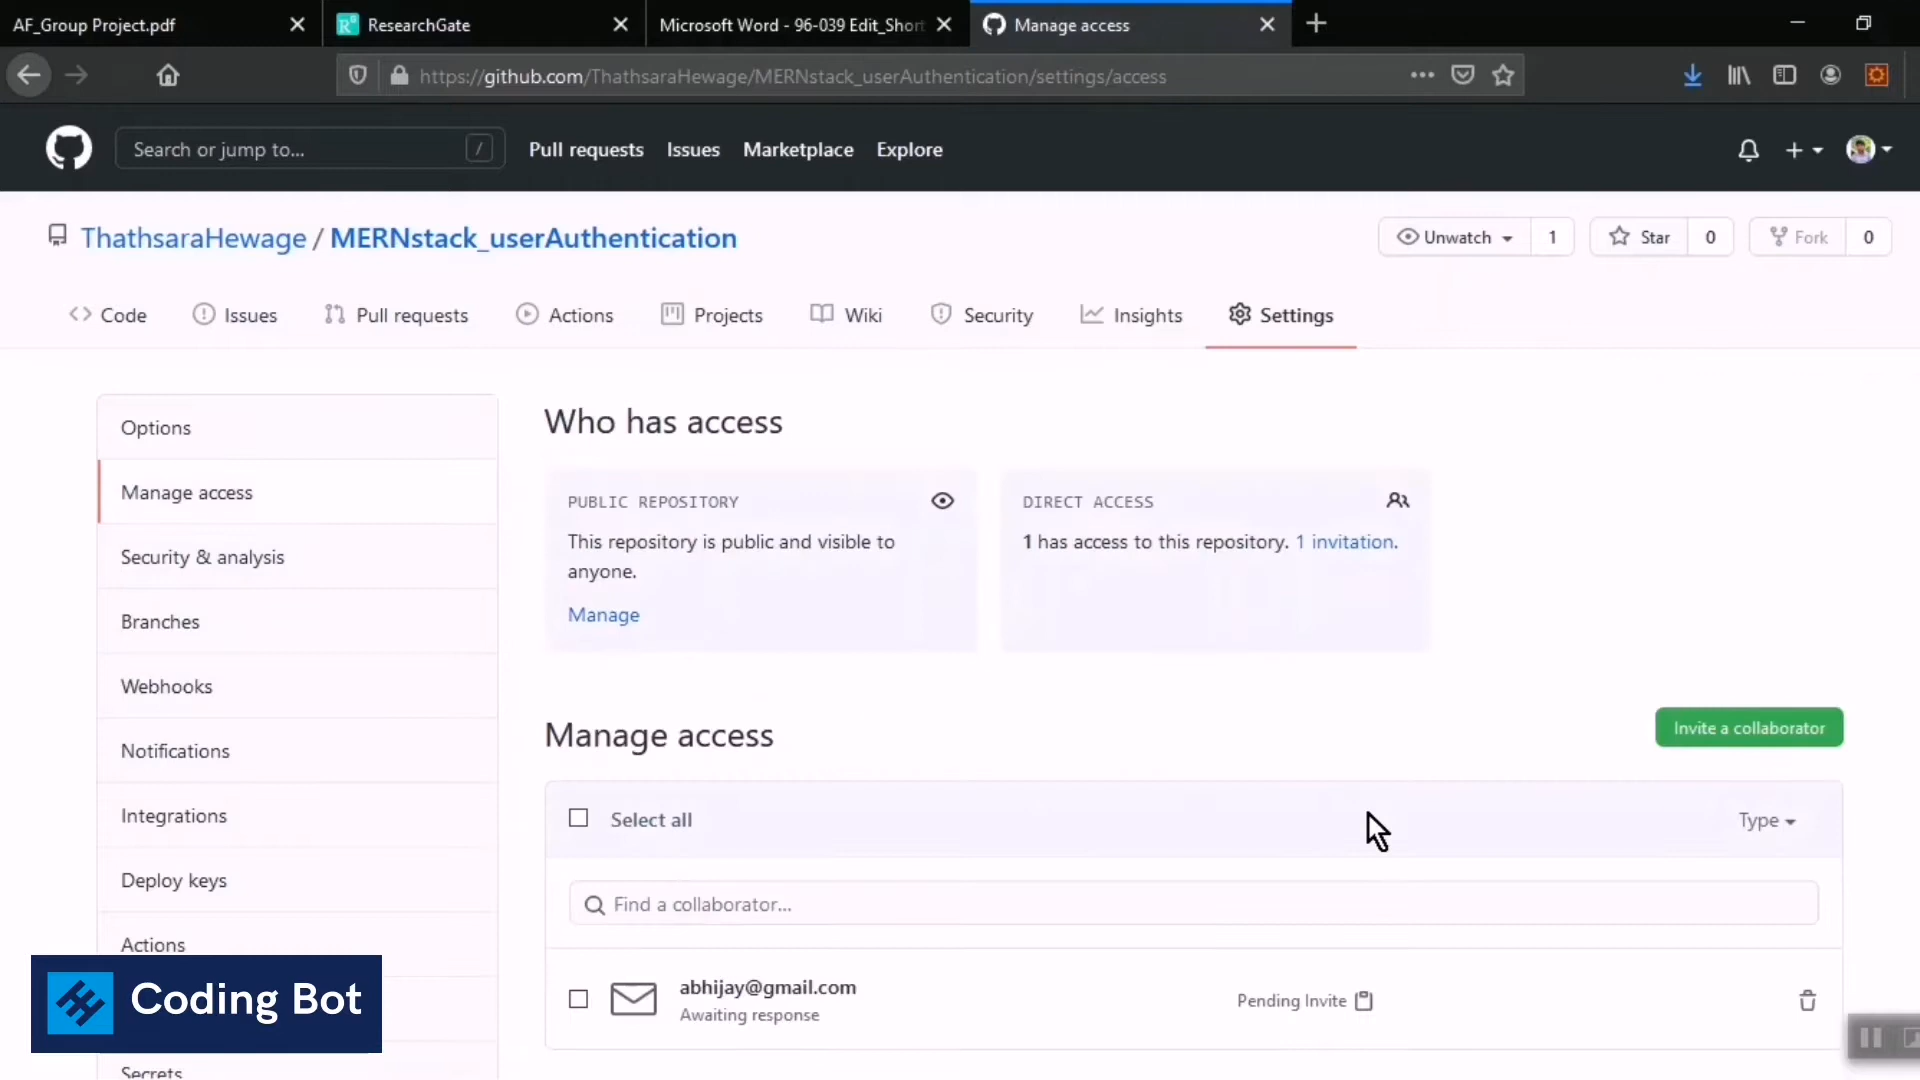 AF_Group Project.pdf
ResearchGate
Microsoft Word - 96-039 Edit_Short
Manage access
https://github.com/ThathsaraHewage/MERNstack_userAuthentication/settings/access
Search or jump to... /
Pull requests Issues Marketplace Explore
ThathsaraHewage / MERNstack_userAuthentication
Unwatch 1
Star 0
Fork 0
Code Issues Pull requests Actions Projects Wiki Security Insights Settings
Options
Manage access
Security & analysis
Branches
Webhooks
Notifications
Integrations
Deploy keys
Actions
Secrets
Who has access
PUBLIC REPOSITORY
This repository is public and visible to
anyone.
Manage
DIRECT ACCESS
1 has access to this repository. 1 invitation.
Manage access
Invite a collaborator
Select all
Type
Find a collaborator...
abhijay@gmail.com
Awaiting response
Pending Invite
Coding Bot